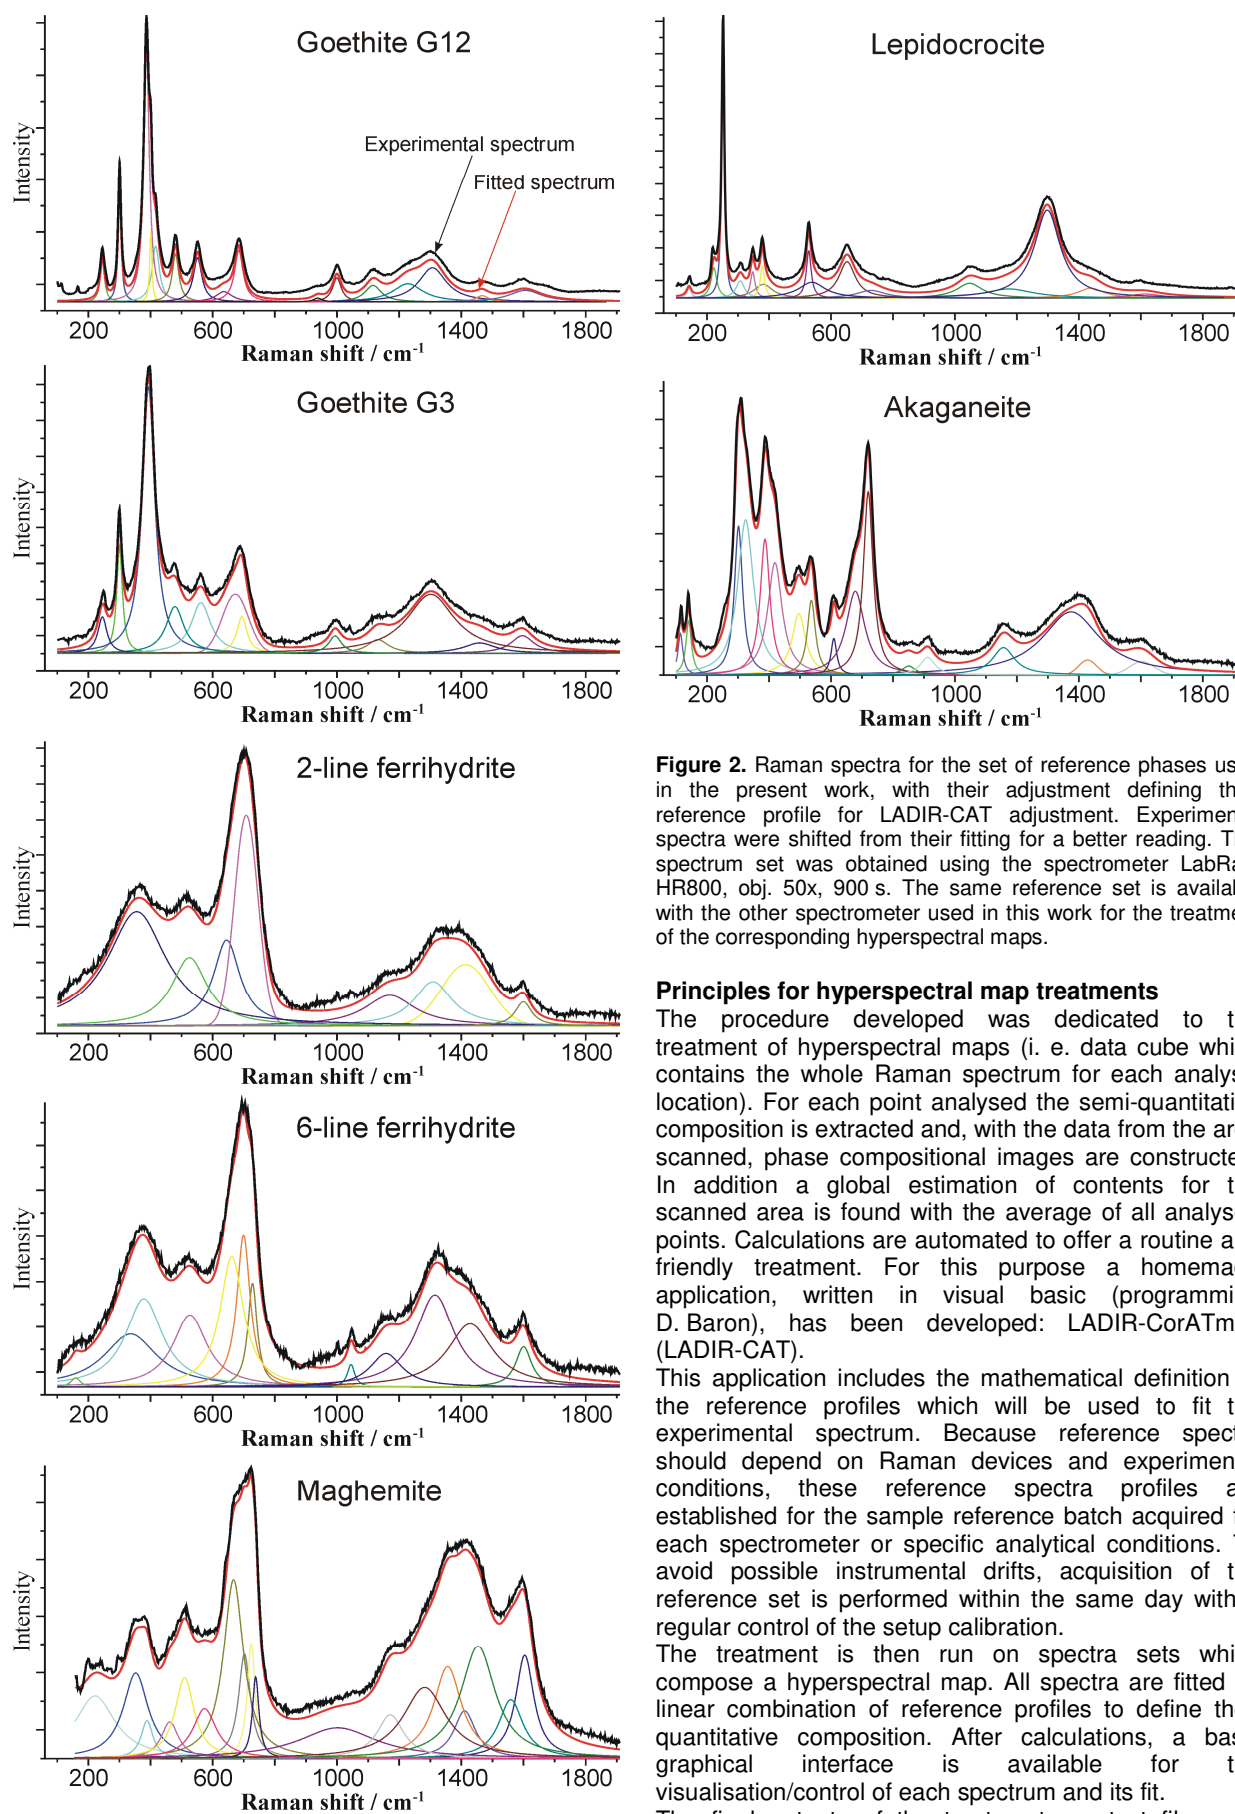 Goethite G12
Experimental spectrum
Fitted spectrum
Intensity
200 600 1000 1400 1800
Raman shift / cm-1
Goethite G3
Intensity
200 600 1000 1400 1800
Raman shift / cm-1
2-line ferrihydrite
Intensity
200 600 1000 1400 1800
Raman shift / cm-1
6-line ferrihydrite
Intensity
200 600 1000 1400 1800
Raman shift / cm-1
Maghemite
Intensity
200 600 1000 1400 1800
Raman shift / cm-1
Lepidocrocite
200 600 1000 1400 1800
Raman shift / cm-1
Akaganeite
200 600 1000 1400 1800
Raman shift / cm-1
Figure 2. Raman spectra for the set of reference phases us
in the present work, with their adjustment defining th
reference profile for LADIR-CAT adjustment. Experimen
spectra were shifted from their fitting for a better reading. Th
spectrum set was obtained using the spectrometer LabRa
HR800, obj. 50x, 900 s. The same reference set is availab
with the other spectrometer used in this work for the treatme
of the corresponding hyperspectral maps.
Principles for hyperspectral map treatments
The procedure developed was dedicated to t
treatment of hyperspectral maps (i. e. data cube whi
contains the whole Raman spectrum for each analys
location). For each point analysed the semi-quantitati
composition is extracted and, with the data from the are
scanned, phase compositional images are constructe
In addition a global estimation of contents for t
scanned area is found with the average of all analys
points. Calculations are automated to offer a routine a
friendly treatment. For this purpose a homema
application, written in visual basic (programmi
D. Baron), has been developed: LADIR-CorATm
(LADIR-CAT).
This application includes the mathematical definition
the reference profiles which will be used to fit t
experimental spectrum. Because reference spect
should depend on Raman devices and experimen
conditions, these reference spectra profiles a
established for the sample reference batch acquired f
each spectrometer or specific analytical conditions. T
avoid possible instrumental drifts, acquisition of t
reference set is performed within the same day with
regular control of the setup calibration.
The treatment is then run on spectra sets whi
compose a hyperspectral map. All spectra are fitted
linear combination of reference profiles to define the
quantitative composition. After calculations, a bas
graphical interface is available for t
visualisation/control of each spectrum and its fit.